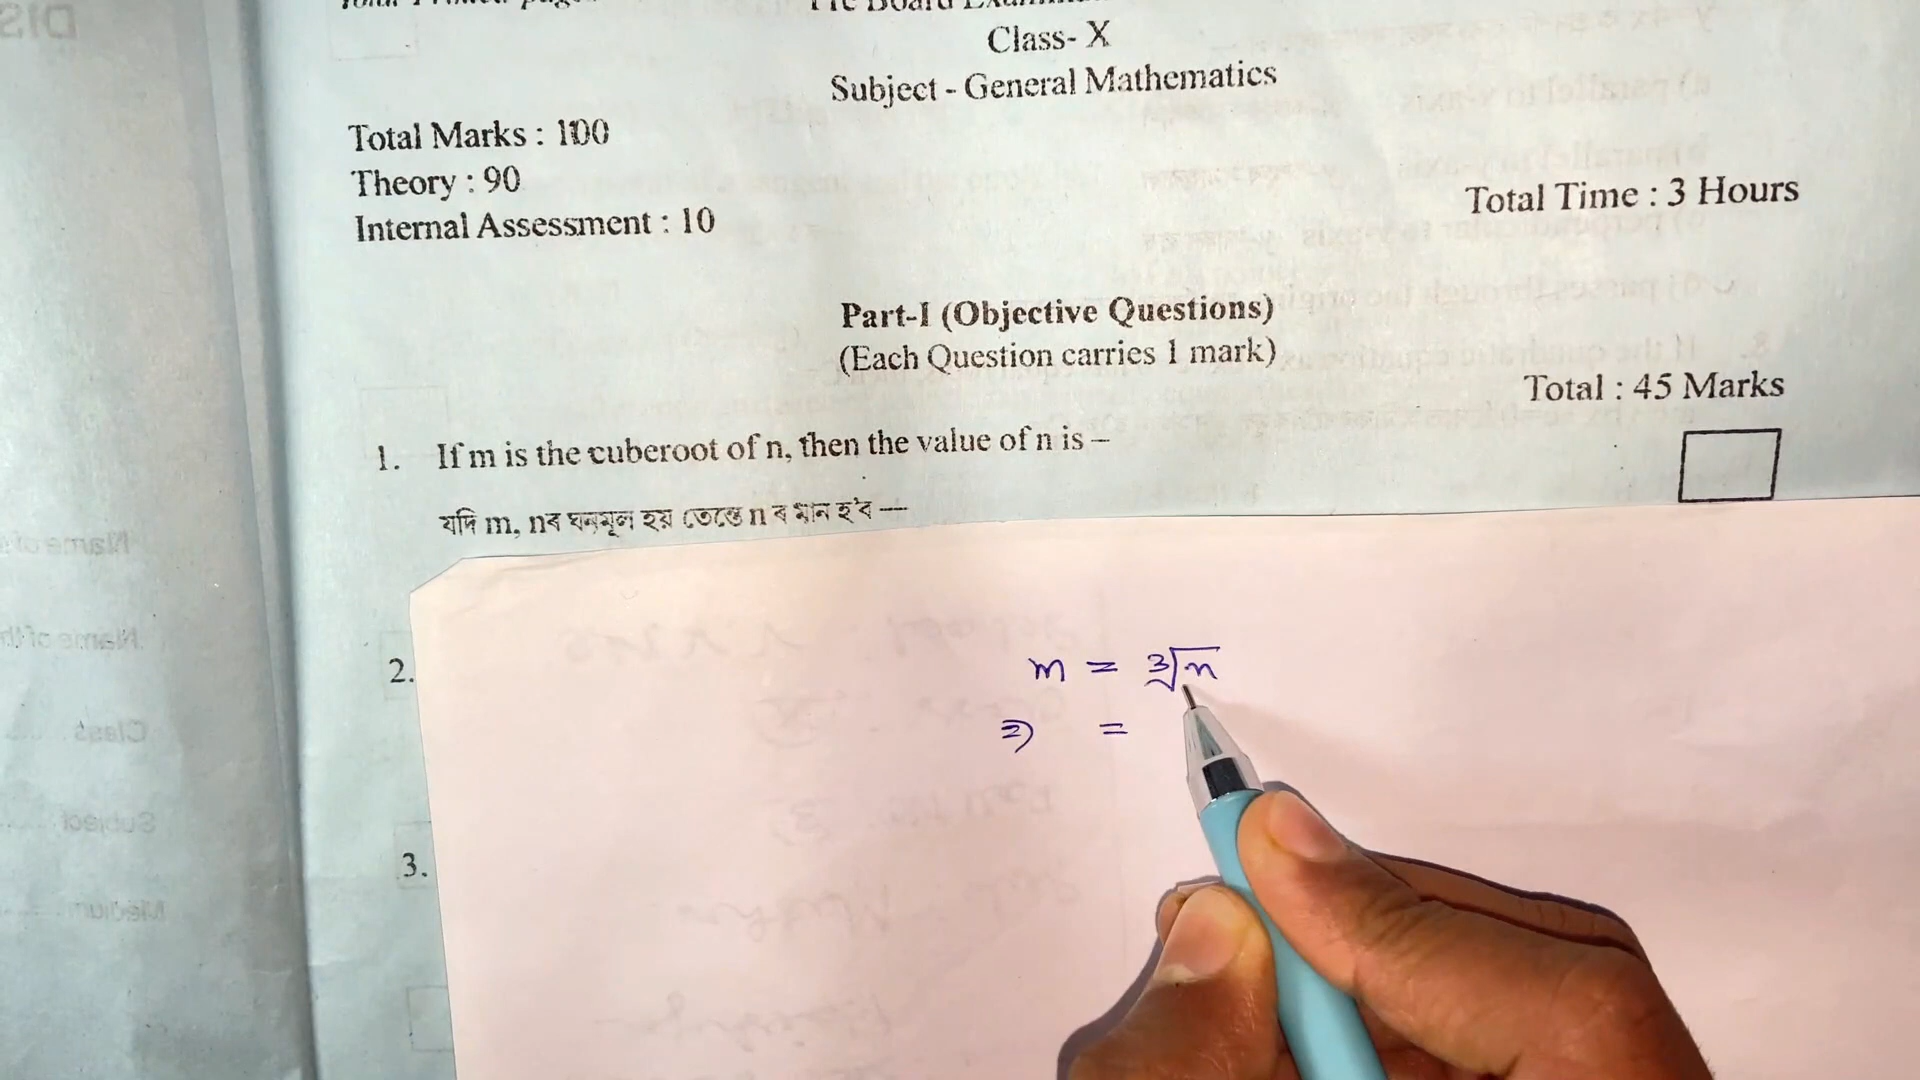 Class- X
Subject - General Mathematics
Total Marks : 100
Theory : 90
Internal Assessment : 10
Total Time : 3 Hours
Part-I (Objective Questions)
(Each Question carries 1 mark)
Total : 45 Marks
1. If m is the cuberoot of n, then the value of n is –
যদি m, nৰ ঘনমূল হয় তেন্তে n ৰ মান হ'ব —
m = ∛n
⇒ =
2.
3.